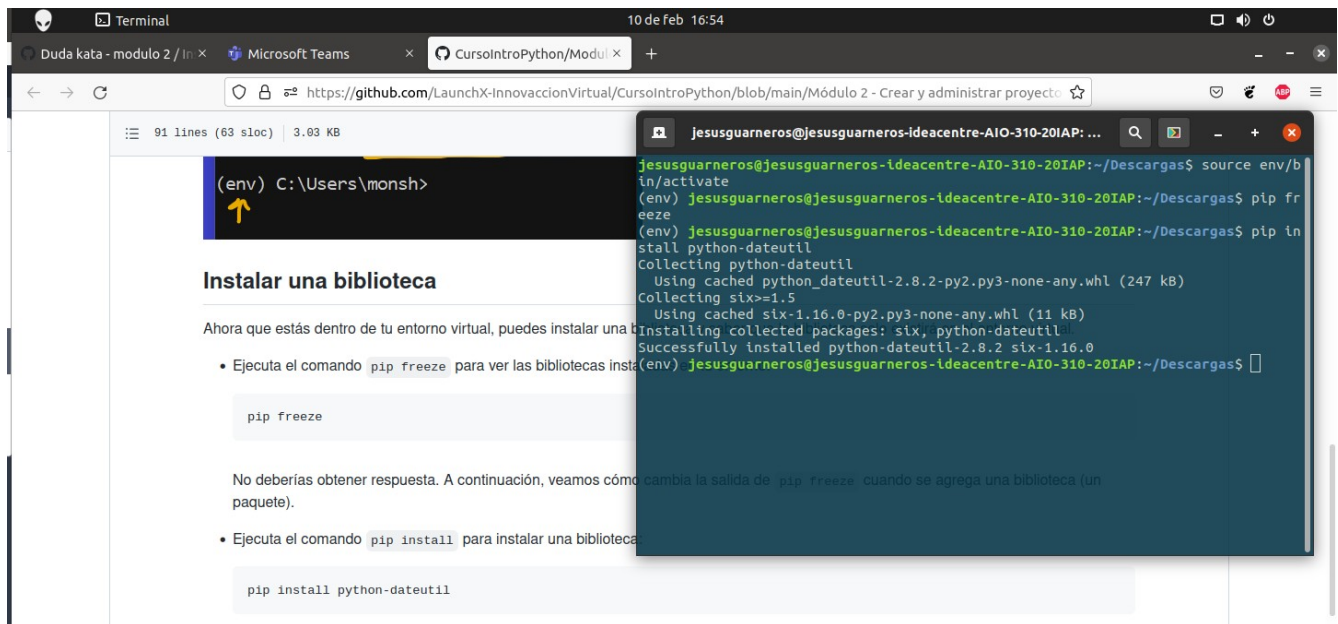 Terminal
10 de feb 16:54
Duda kata - modulo 2 / In
Microsoft Teams
CursoIntroPython/Modul
https://github.com/LaunchX-InnovaccionVirtual/CursoIntroPython/blob/main/Módulo 2 - Crear y administrar proyecto
ABP
91 lines (63 sloc) 3.03 KB
(env) C:\Users\monsh>
Instalar una biblioteca
Ahora que estás dentro de tu entorno virtual, puedes instalar una
• Ejecuta el comando pip freeze para ver las bibliotecas inst
pip freeze
No deberías obtener respuesta. A continuación, veamos cómo cambia la salida de pip freeze cuando se agrega una biblioteca (un
paquete).
• Ejecuta el comando pip install para instalar una biblioteca:
pip install python-dateutil
jesusguarneros@jesusguarneros-ideacentre-AIO-310-20IAP: ...
jesusguarneros@jesusguarneros-ideacentre-AIO-310-20IAP:~/Descargas$ source env/b
in/activate
(env) jesusguarneros@jesusguarneros-ideacentre-AIO-310-20IAP:~/Descargas$ pip fr
eeze
(env) jesusguarneros@jesusguarneros-ideacentre-AIO-310-20IAP:~/Descargas$ pip in
stall python-dateutil
Collecting python-dateutil
Using cached python_dateutil-2.8.2-py2.py3-none-any.whl (247 kB)
Collecting six>=1.5
Using cached six-1.16.0-py2.py3-none-any.whl (11 kB)
Installing collected packages: six, python-dateutil
Successfully installed python-dateutil-2.8.2 six-1.16.0
(env) jesusguarneros@jesusguarneros-ideacentre-AIO-310-20IAP:~/Descargas$